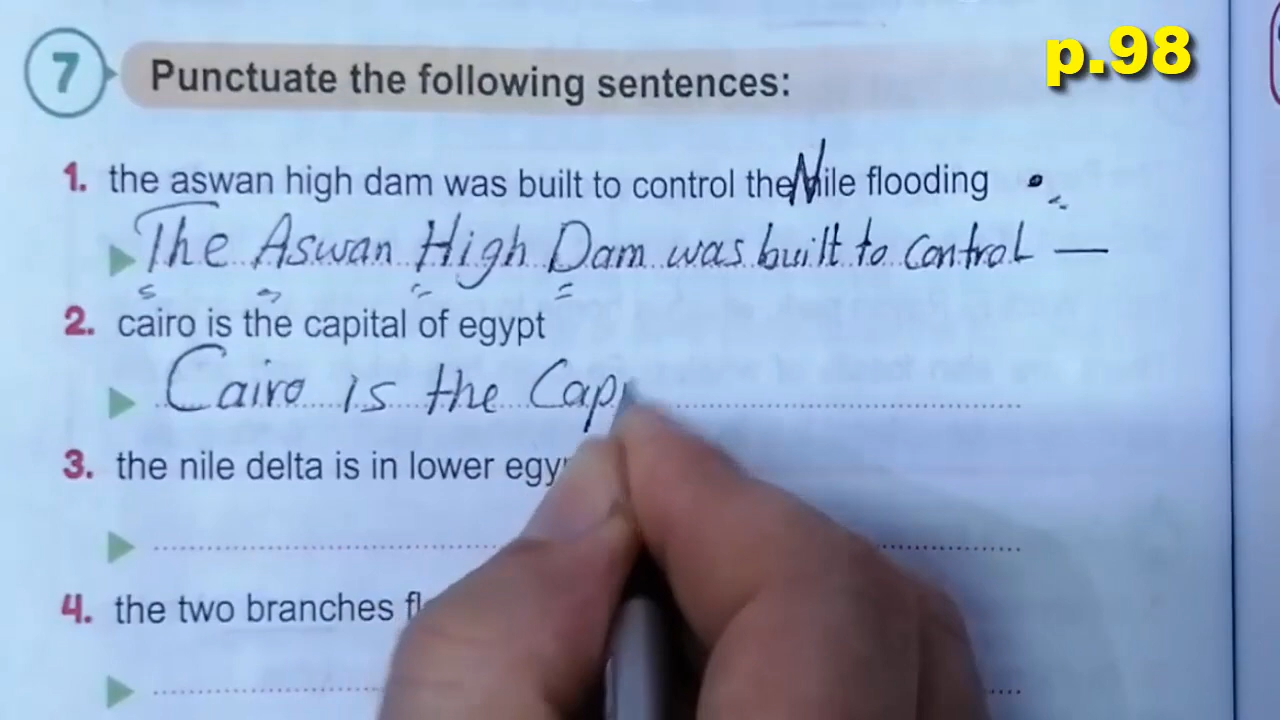 p.98
7 Punctuate the following sentences:
1. the aswan high dam was built to control the Nile flooding .
The Aswan High Dam was built to control —
2. cairo is the capital of egypt
Cairo is the Cap
3. the nile delta is in lower
4. the two branches